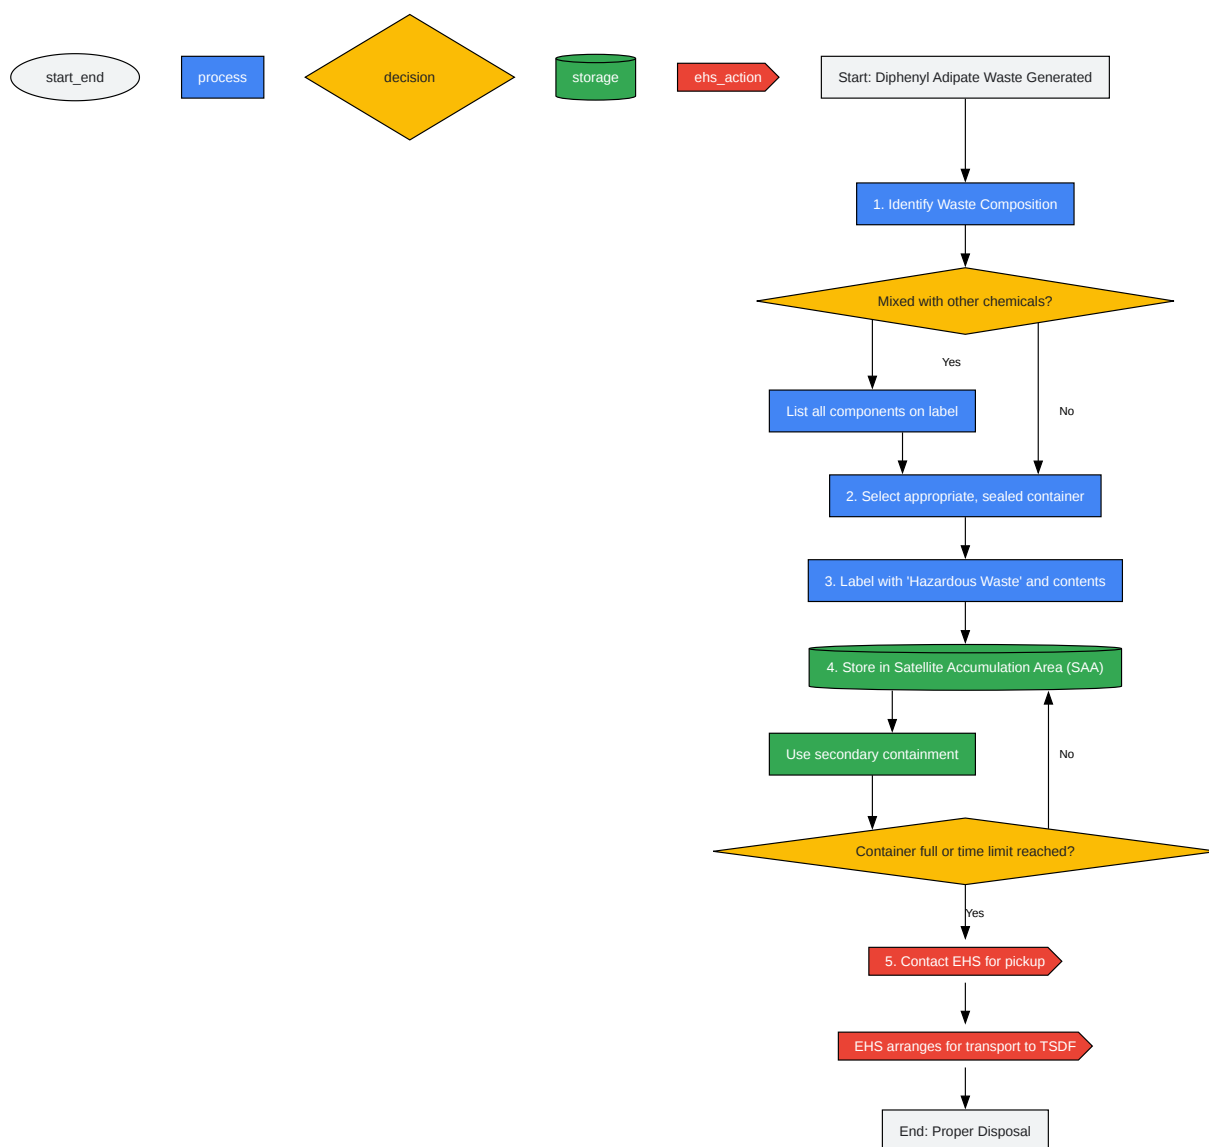 start_end
process
decision
storage
ehs_action
Start: Diphenyl Adipate Waste Generated
1. Identify Waste Composition
Mixed with other chemicals?
Yes
List all components on label
No
2. Select appropriate, sealed container
3. Label with 'Hazardous Waste' and contents
4. Store in Satellite Accumulation Area (SAA)
Use secondary containment
No
Container full or time limit reached?
Yes
5. Contact EHS for pickup
EHS arranges for transport to TSDF
End: Proper Disposal